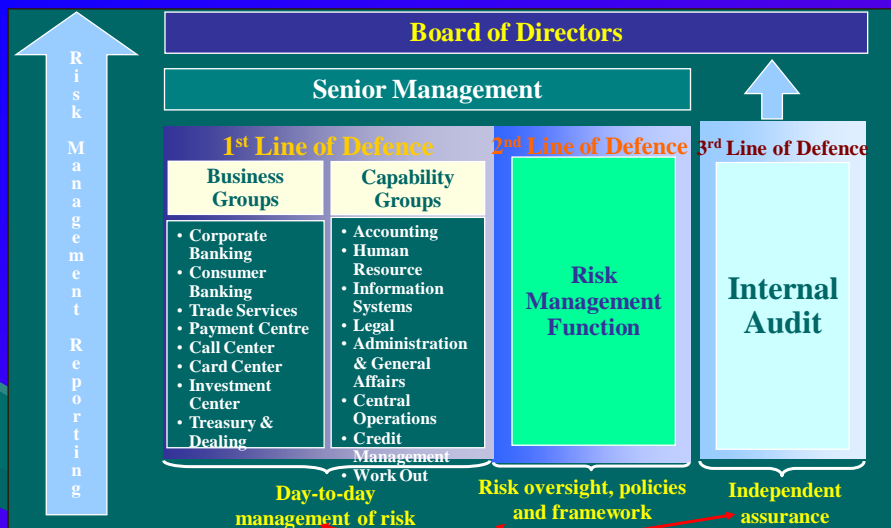 Board of Directors
Risk Management Reporting
Senior Management
1st Line of Defence
2nd Line of Defence
3rd Line of Defence
Business
Groups
• Corporate
Banking
• Consumer
Banking
• Trade Services
• Payment Centre
• Call Center
• Card Center
• Investment
Center
• Treasury &
Dealing
Capability
Groups
• Accounting
• Human
Resource
• Information
Systems
• Legal
• Administration
& General
Affairs
• Central
Operations
• Credit
Management
• Work Out
Risk
Management
Function
Internal
Audit
Day-to-day
management of risk
Risk oversight, policies
and framework
Independent
assurance